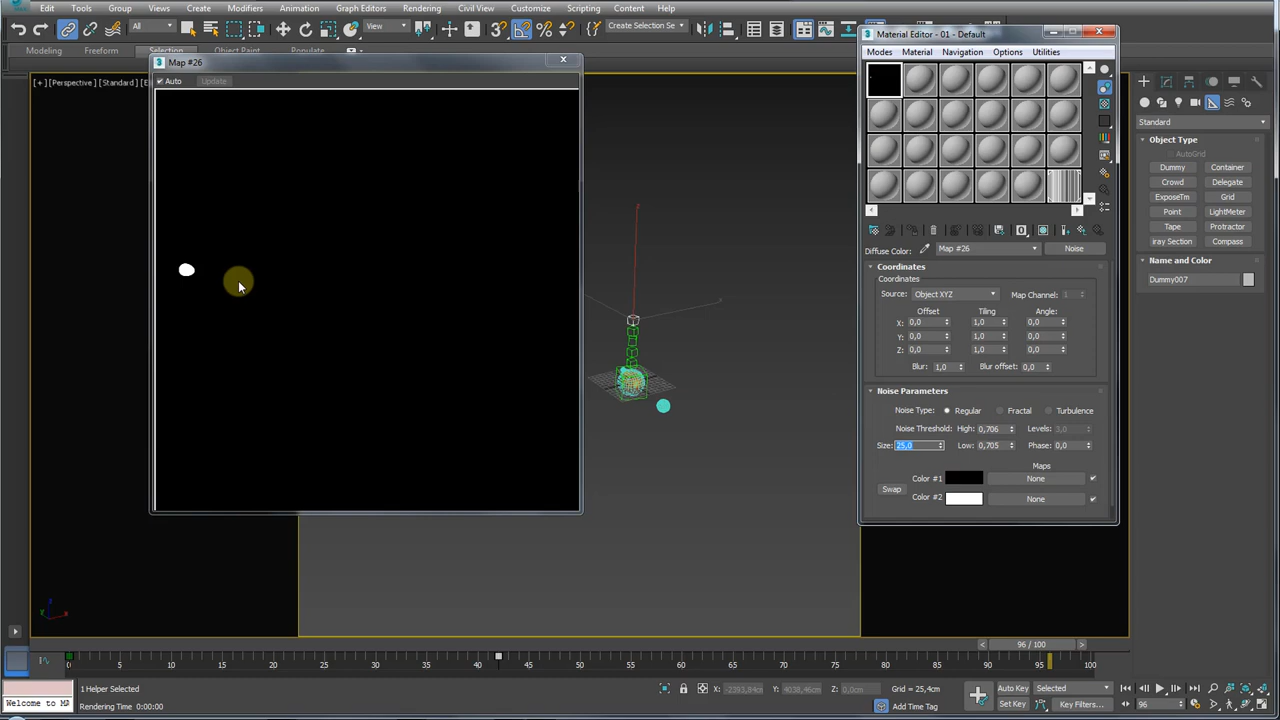 Edit Tools Group Views Create Modifiers Animation Graph Editors Rendering Civil View Customize Scripting Content Help
All View Create Selection Se
Modeling Freeform Selection Object Paint Populate
Map #26
Auto Update
[+] [Perspective] [Standard] [E
Material Editor - 01 - Default
Modes Material Navigation Options Utilities
Diffuse Color: Map #26 Noise
Coordinates
Coordinates
Source: Object XYZ Map Channel: 1
Offset Tiling Angle:
X: 0,0 1,0 0,0
Y: 0,0 1,0 0,0
Z: 0,0 1,0 0,0
Blur: 1,0 Blur offset: 0,0
Noise Parameters
Noise Type: Regular Fractal Turbulence
Noise Threshold: High: 0,706 Levels: 3,0
Size: 25,0 Low: 0,705 Phase: 0,0
Maps
Color #1 None
Swap
Color #2 None
Standard
Object Type
AutoGrid
Dummy Container
Crowd Delegate
ExposeTm Grid
Point LightMeter
Tape Protractor
iray Section Compass
Name and Color
Dummy007
z
x
96 / 100
0 5 10 15 20 25 30 35 40 45 50 55 60 65 70 75 80 85 90 95 100
1 Helper Selected X: -2393,84cm Y: 4038,46cm Z: 0,0cm Grid = 25,4cm Auto Key Selected
Welcome to MA Rendering Time 0:00:00 Add Time Tag Set Key Key Filters... 96